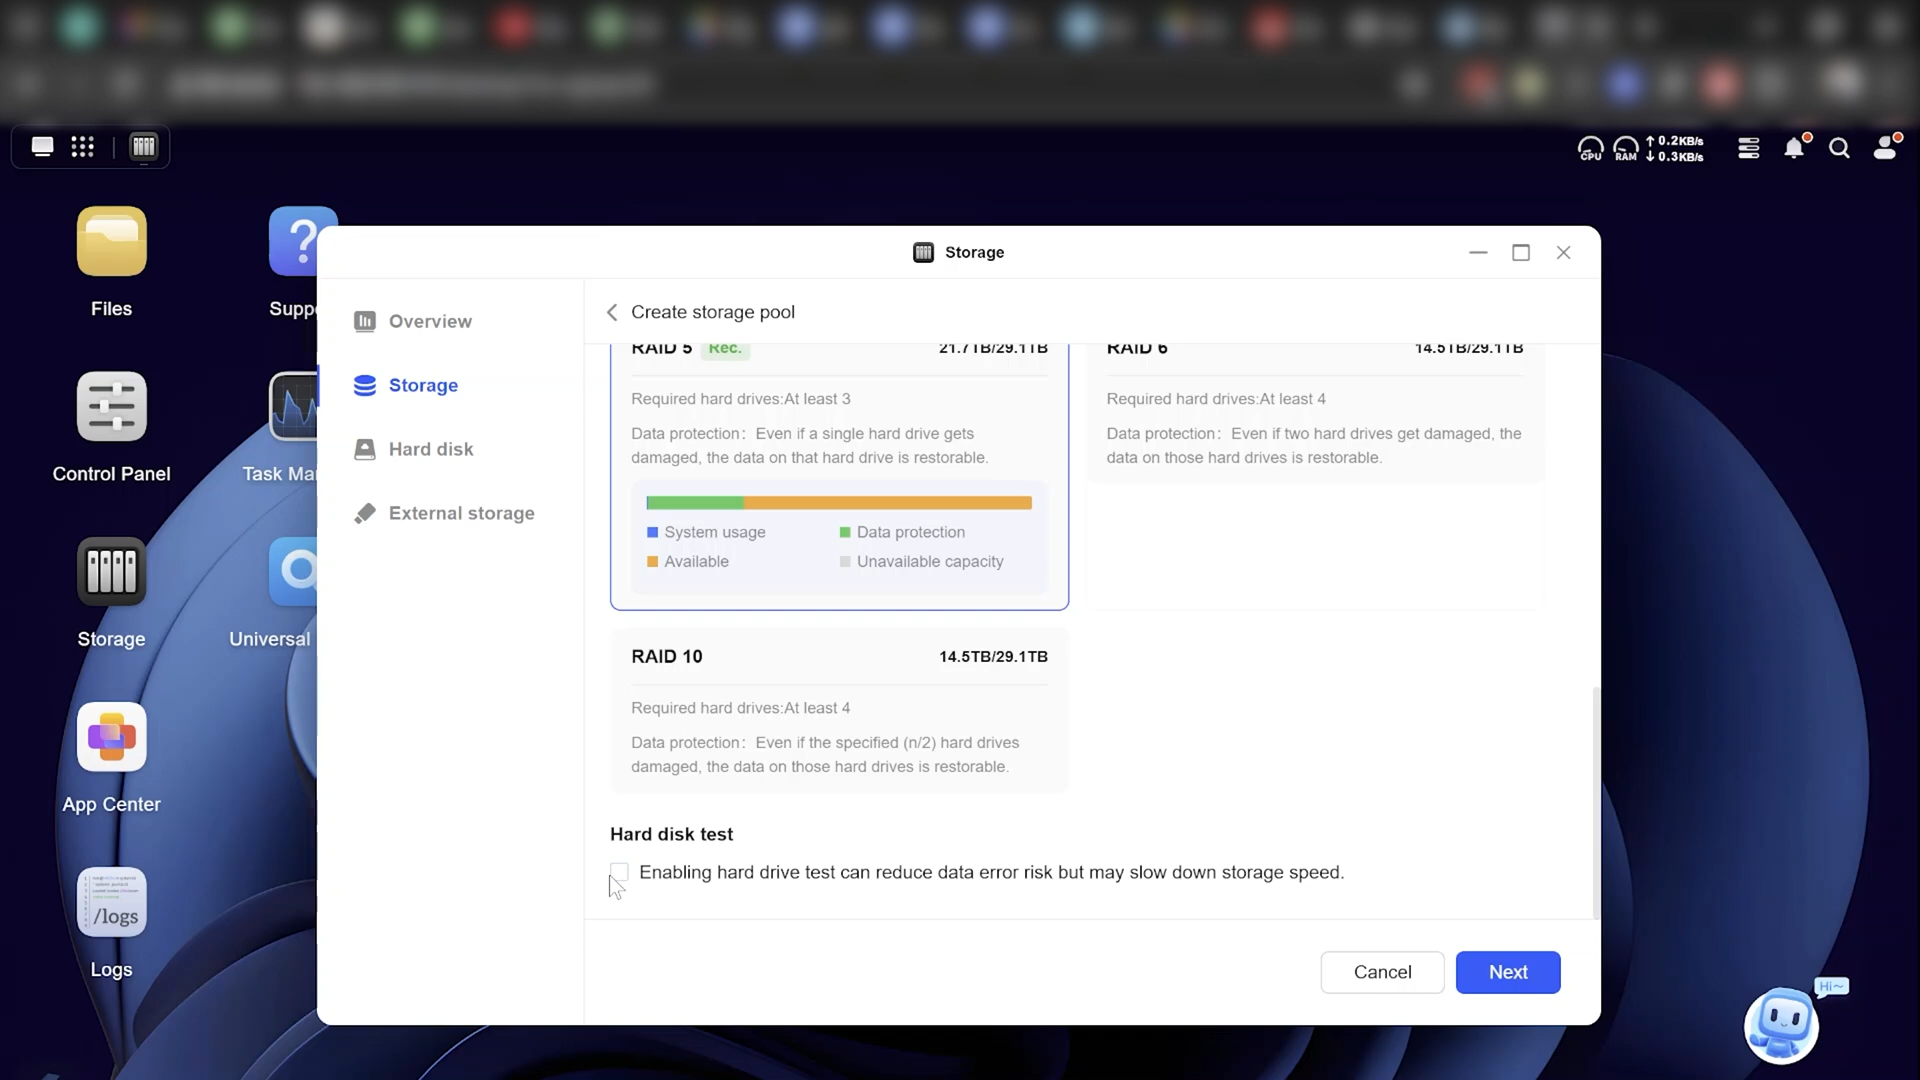 CPU
RAM
0.2KB/s
0.3KB/s
Files
Supp
Control Panel
Task Ma
Storage
Universal
App Center
/logs
Logs
Storage
Overview
Storage
Hard disk
External storage
Create storage pool
RAID 5 Rec. 21.7TB/29.1TB
Required hard drives:At least 3
Data protection: Even if a single hard drive gets
damaged, the data on that hard drive is restorable.
System usage
Data protection
Available
Unavailable capacity
RAID 6 14.5TB/29.1TB
Required hard drives:At least 4
Data protection: Even if two hard drives get damaged, the
data on those hard drives is restorable.
RAID 10 14.5TB/29.1TB
Required hard drives:At least 4
Data protection: Even if the specified (n/2) hard drives
damaged, the data on those hard drives is restorable.
Hard disk test
Enabling hard drive test can reduce data error risk but may slow down storage speed.
Cancel
Next
Hi~